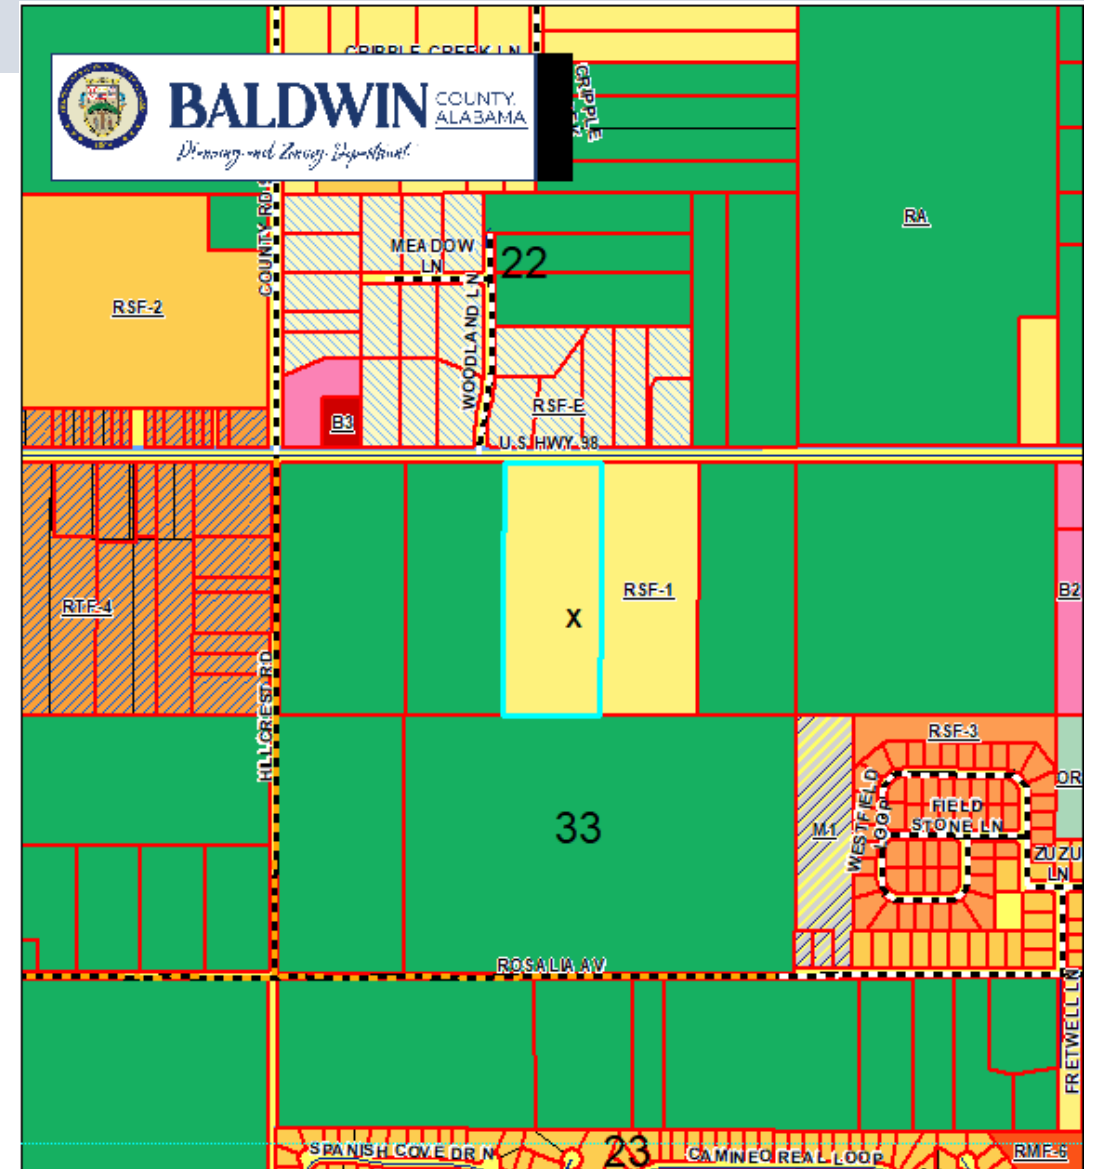 CRIPPLE CREEK LN
CRIPPLE
BALDWIN
COUNTY,
ALABAMA
Planning and Zoning Department
COUNTY RD
RA
MEADOW
LN
22
RSF-2
WOODLAND LN
RSF-E
B3
U S HWY 98
RSF-1
B2
RTF-4
X
HILLCREST RD
RSF-3
OR
WESTFIELD
LOOP
FIELD
STONE LN
33
M1
ZUZU
LN
ROSALIA AV
FRETWELL LN
SPANISH COVE DR N
23
CAMINEO REAL LOOP
RMF-6